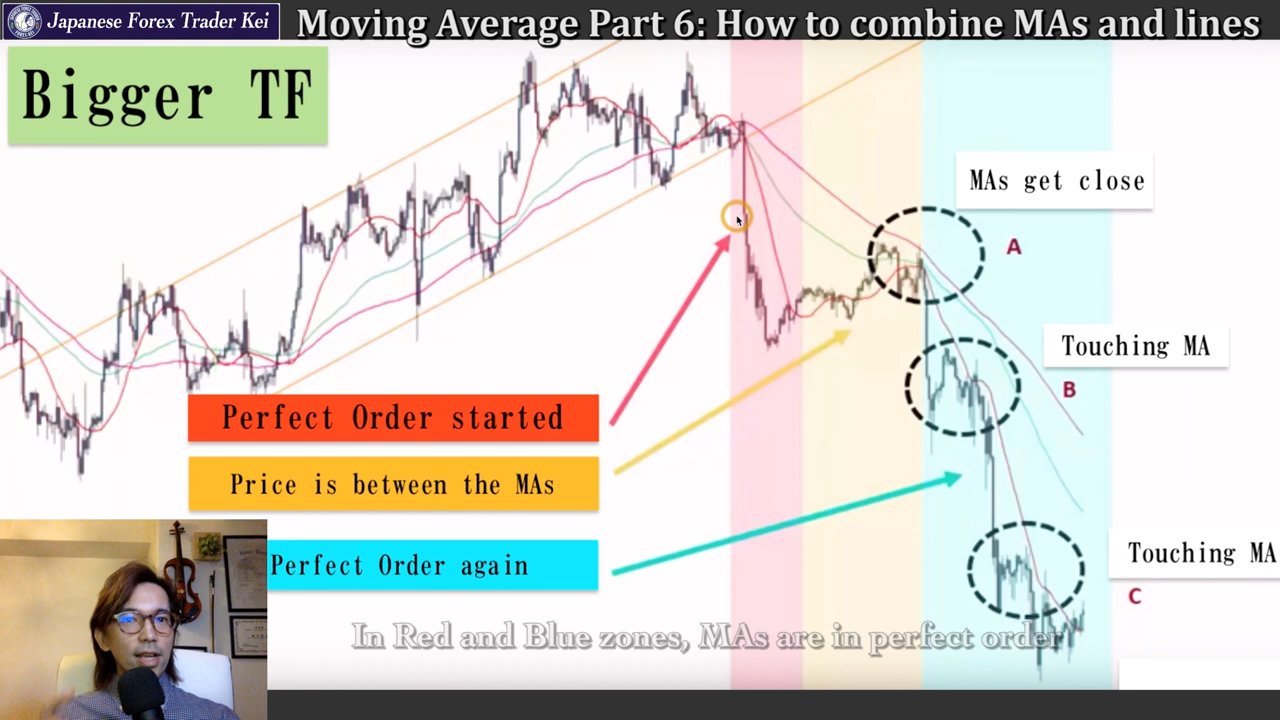 Japanese Forex Trader Kei
Moving Average Part 6: How to combine MAs and lines
Bigger TF
MAs get close
A
Touching MA
B
Perfect Order started
Price is between the MAs
Perfect Order again
Touching MA
C
In Red and Blue zones, MAs are in perfect order